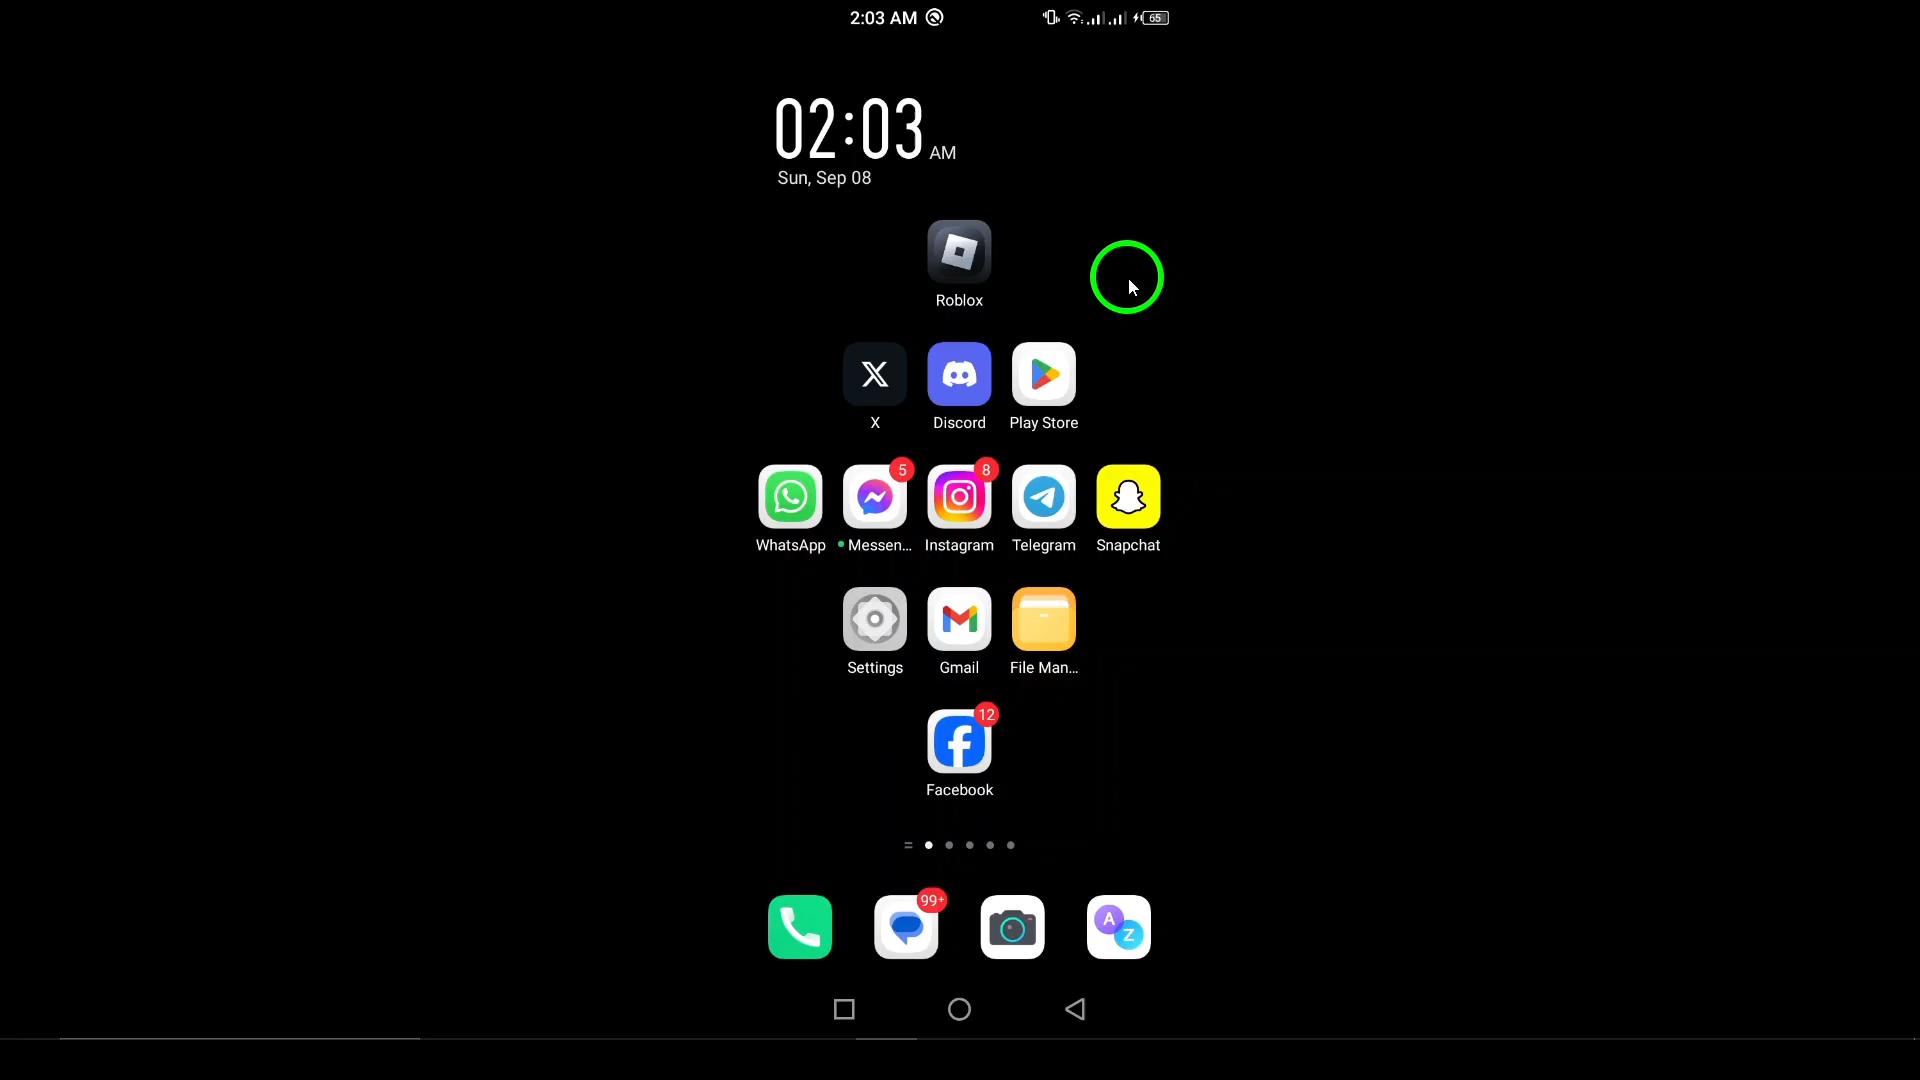 2:03 AM
65
02:03 AM
Sun, Sep 08
Roblox
X Discord Play Store
5 8
WhatsApp Messen... Instagram Telegram Snapchat
Settings Gmail File Man...
12
Facebook
99+
A Z